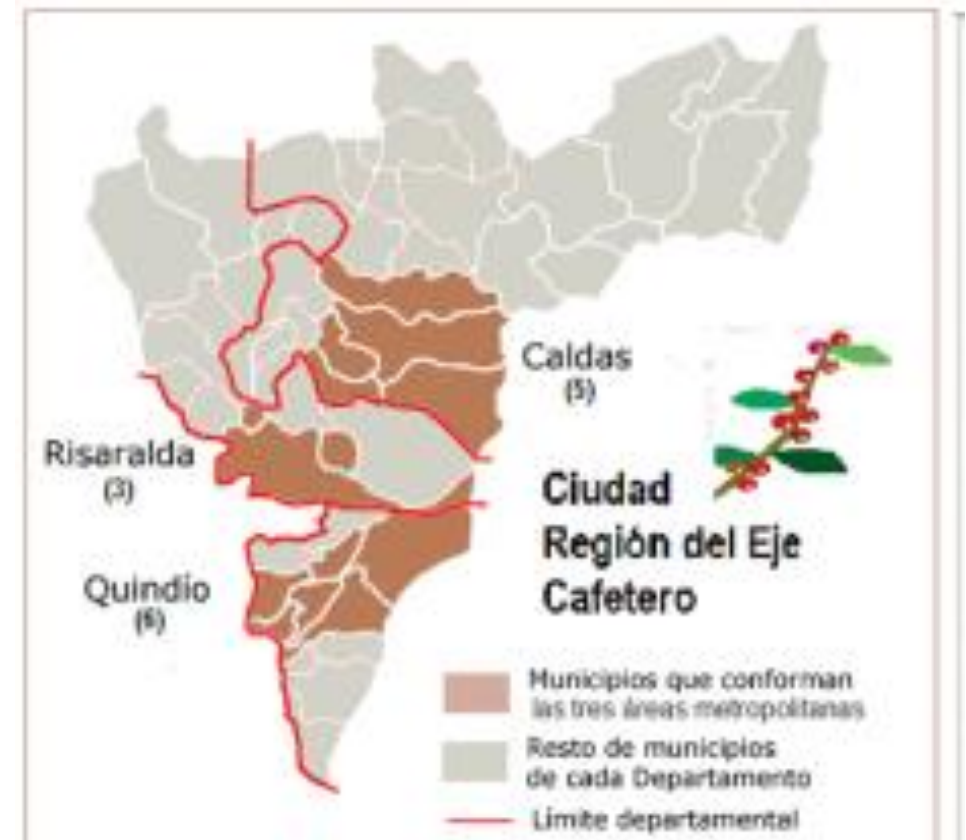 Caldas
(5)
Risaralda
(3)
Ciudad
Región del Eje
Cafetero
Quindío
(6)
Municipios que conforman
las tres áreas metropolitanas
Resto de municipios
de cada Departamento
Límite departamental